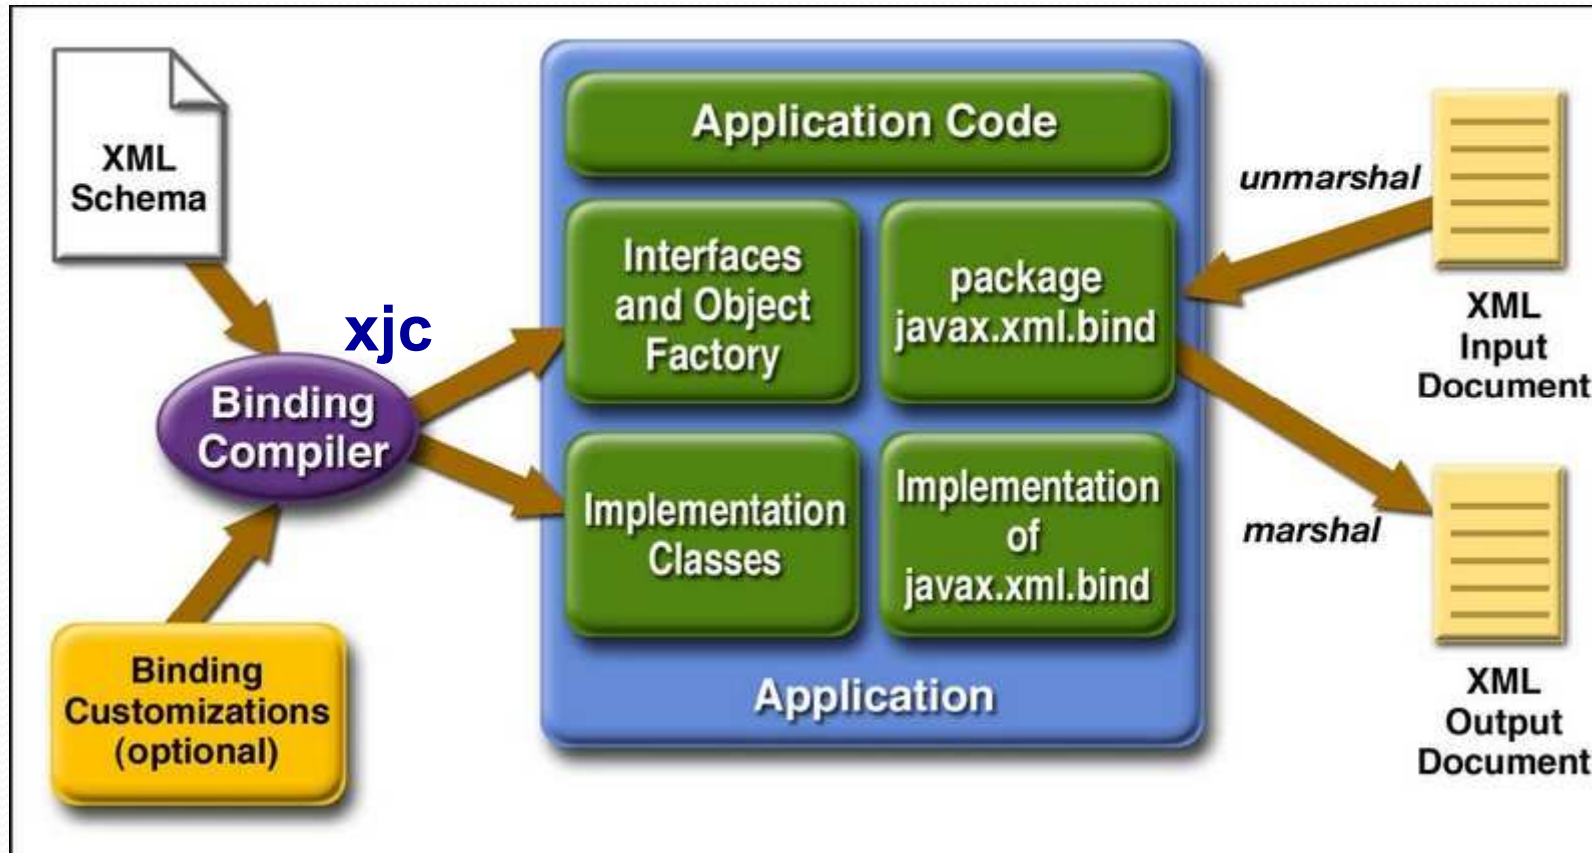 XML
Schema
xjc
Binding
Compiler
Binding
Customizations
(optional)
Application Code
Interfaces
and Object
Factory
package
javax.xml.bind
Implementation
Classes
Implementation
of
javax.xml.bind
Application
unmarshal
XML
Input
Document
marshal
XML
Output
Document